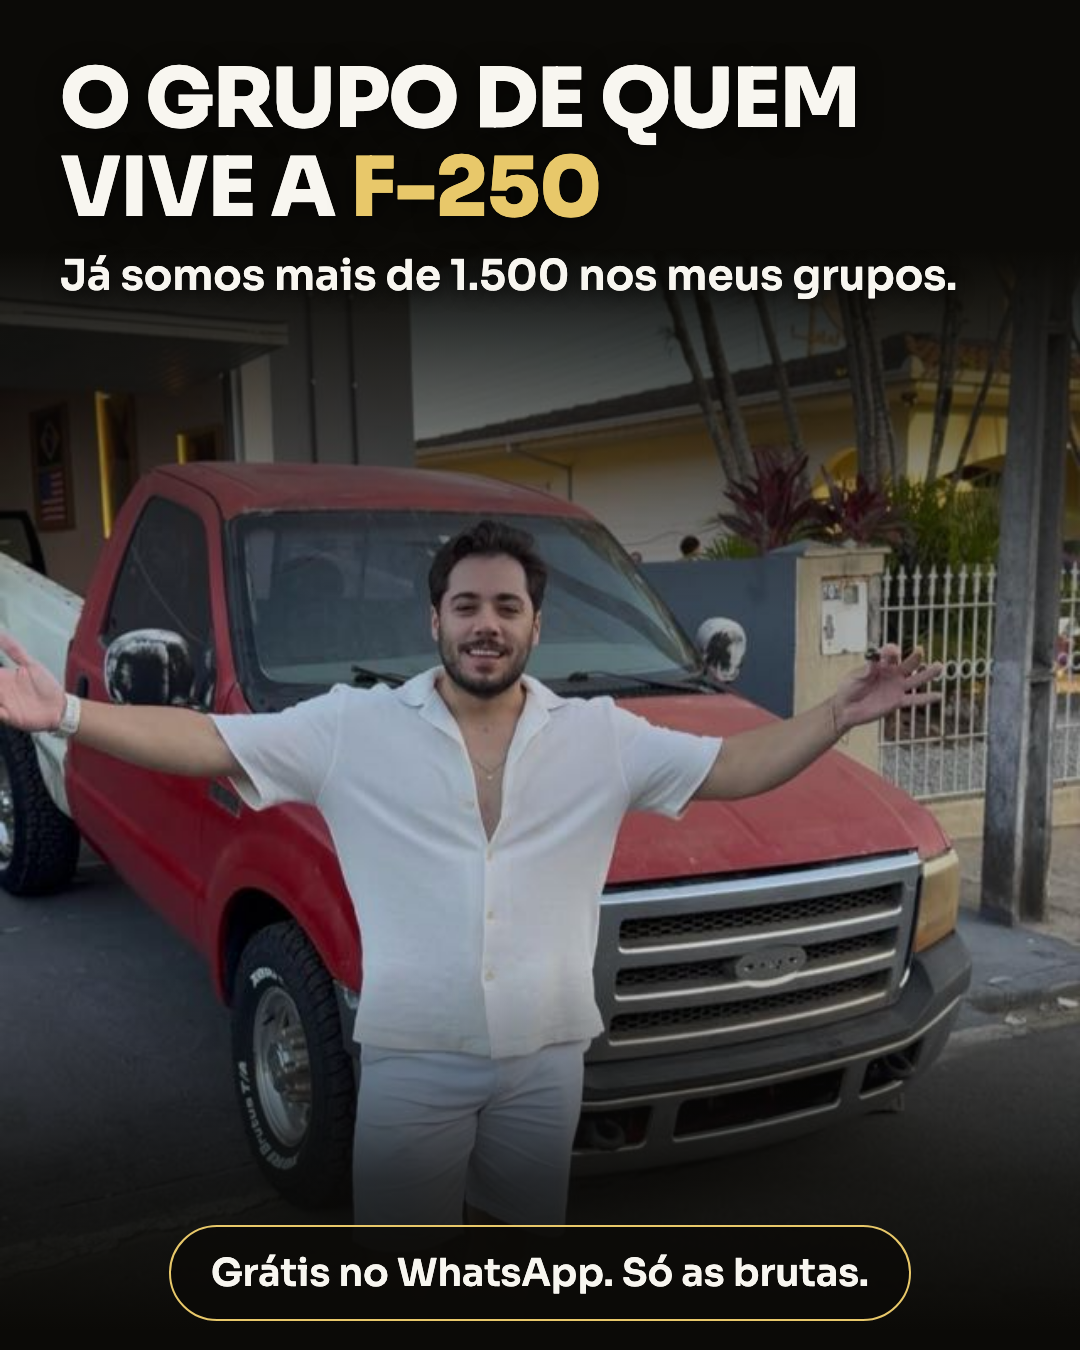 O GRUPO DE QUEM
VIVE A F-250
Já somos mais de 1.500 nos meus grupos.
Grátis no WhatsApp. Só as brutas.